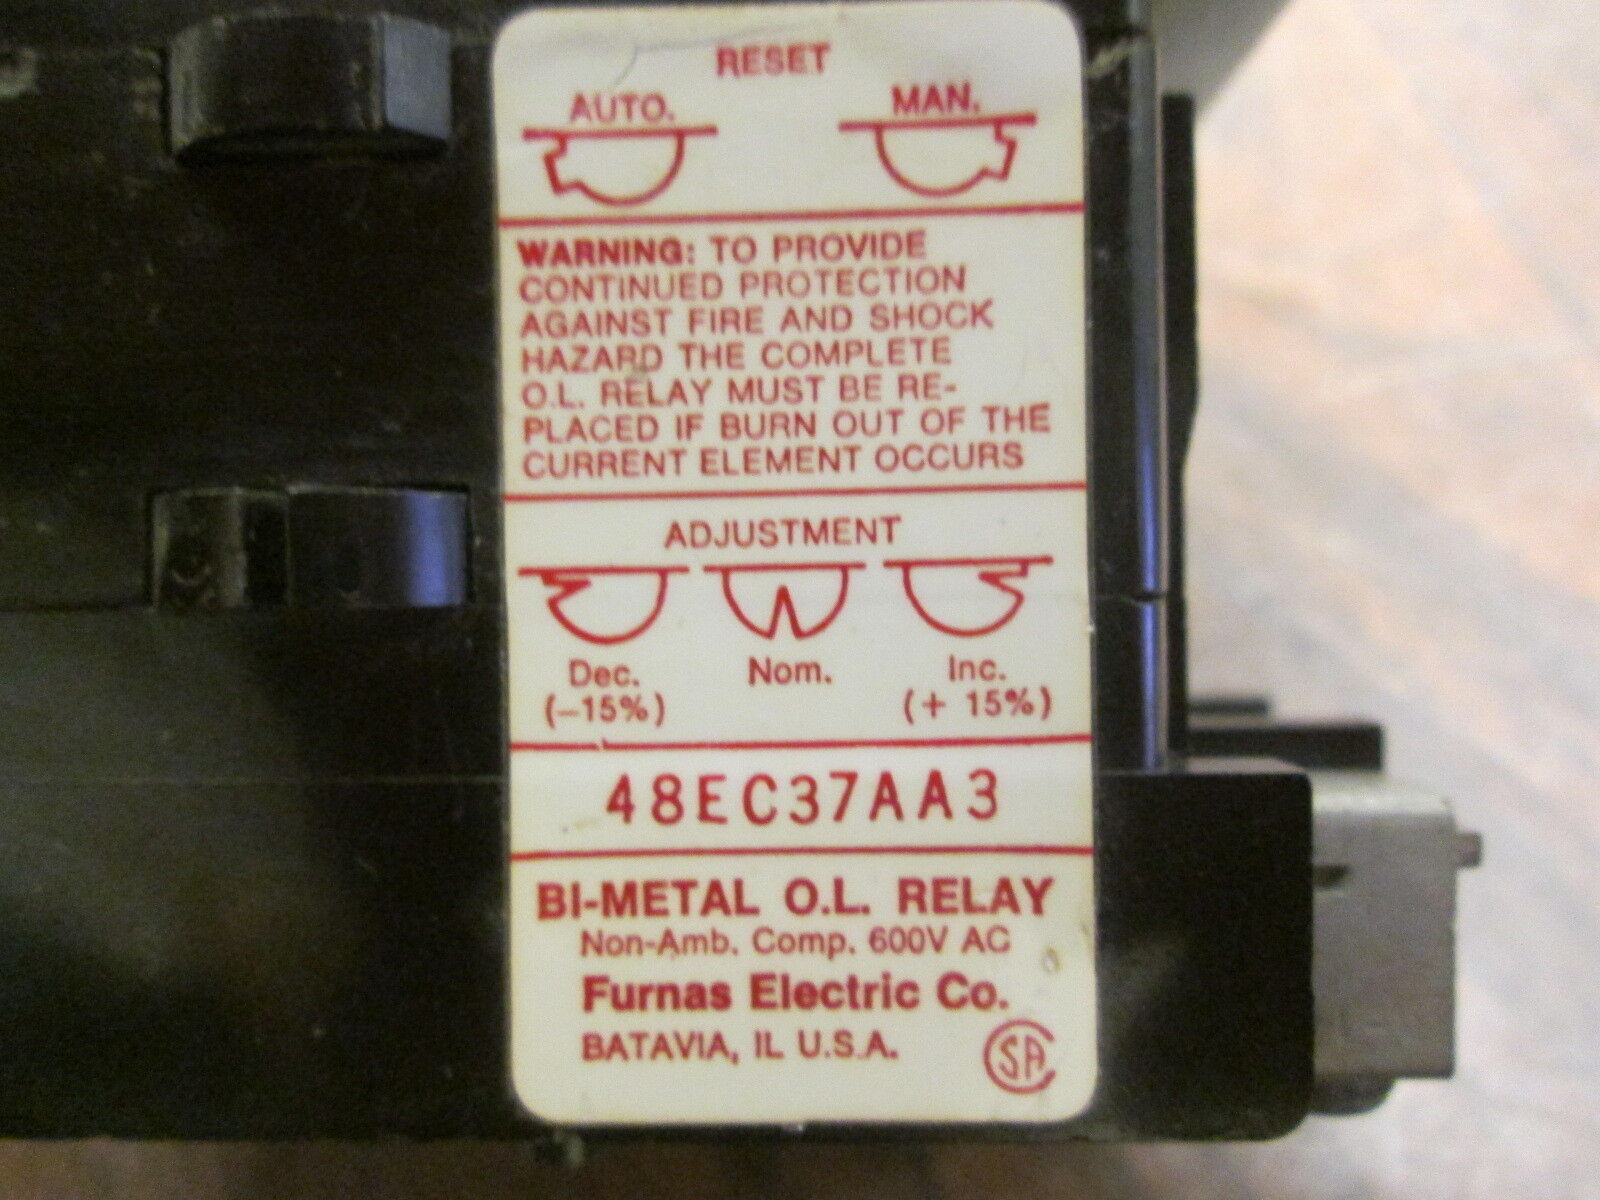 RESET
AUTO. MAN.
WARNING: TO PROVIDE
CONTINUED PROTECTION
AGAINST FIRE AND SHOCK
HAZARD THE COMPLETE
O.L. RELAY MUST BE RE-
PLACED IF BURN OUT OF THE
CURRENT ELEMENT OCCURS
ADJUSTMENT
Dec. Nom. Inc.
(-15%) (+ 15%)
48EC37AA3
BI-METAL O.L. RELAY
Non-Amb. Comp. 600V AC
Furnas Electric Co.
BATAVIA, IL U.S.A.
CSA